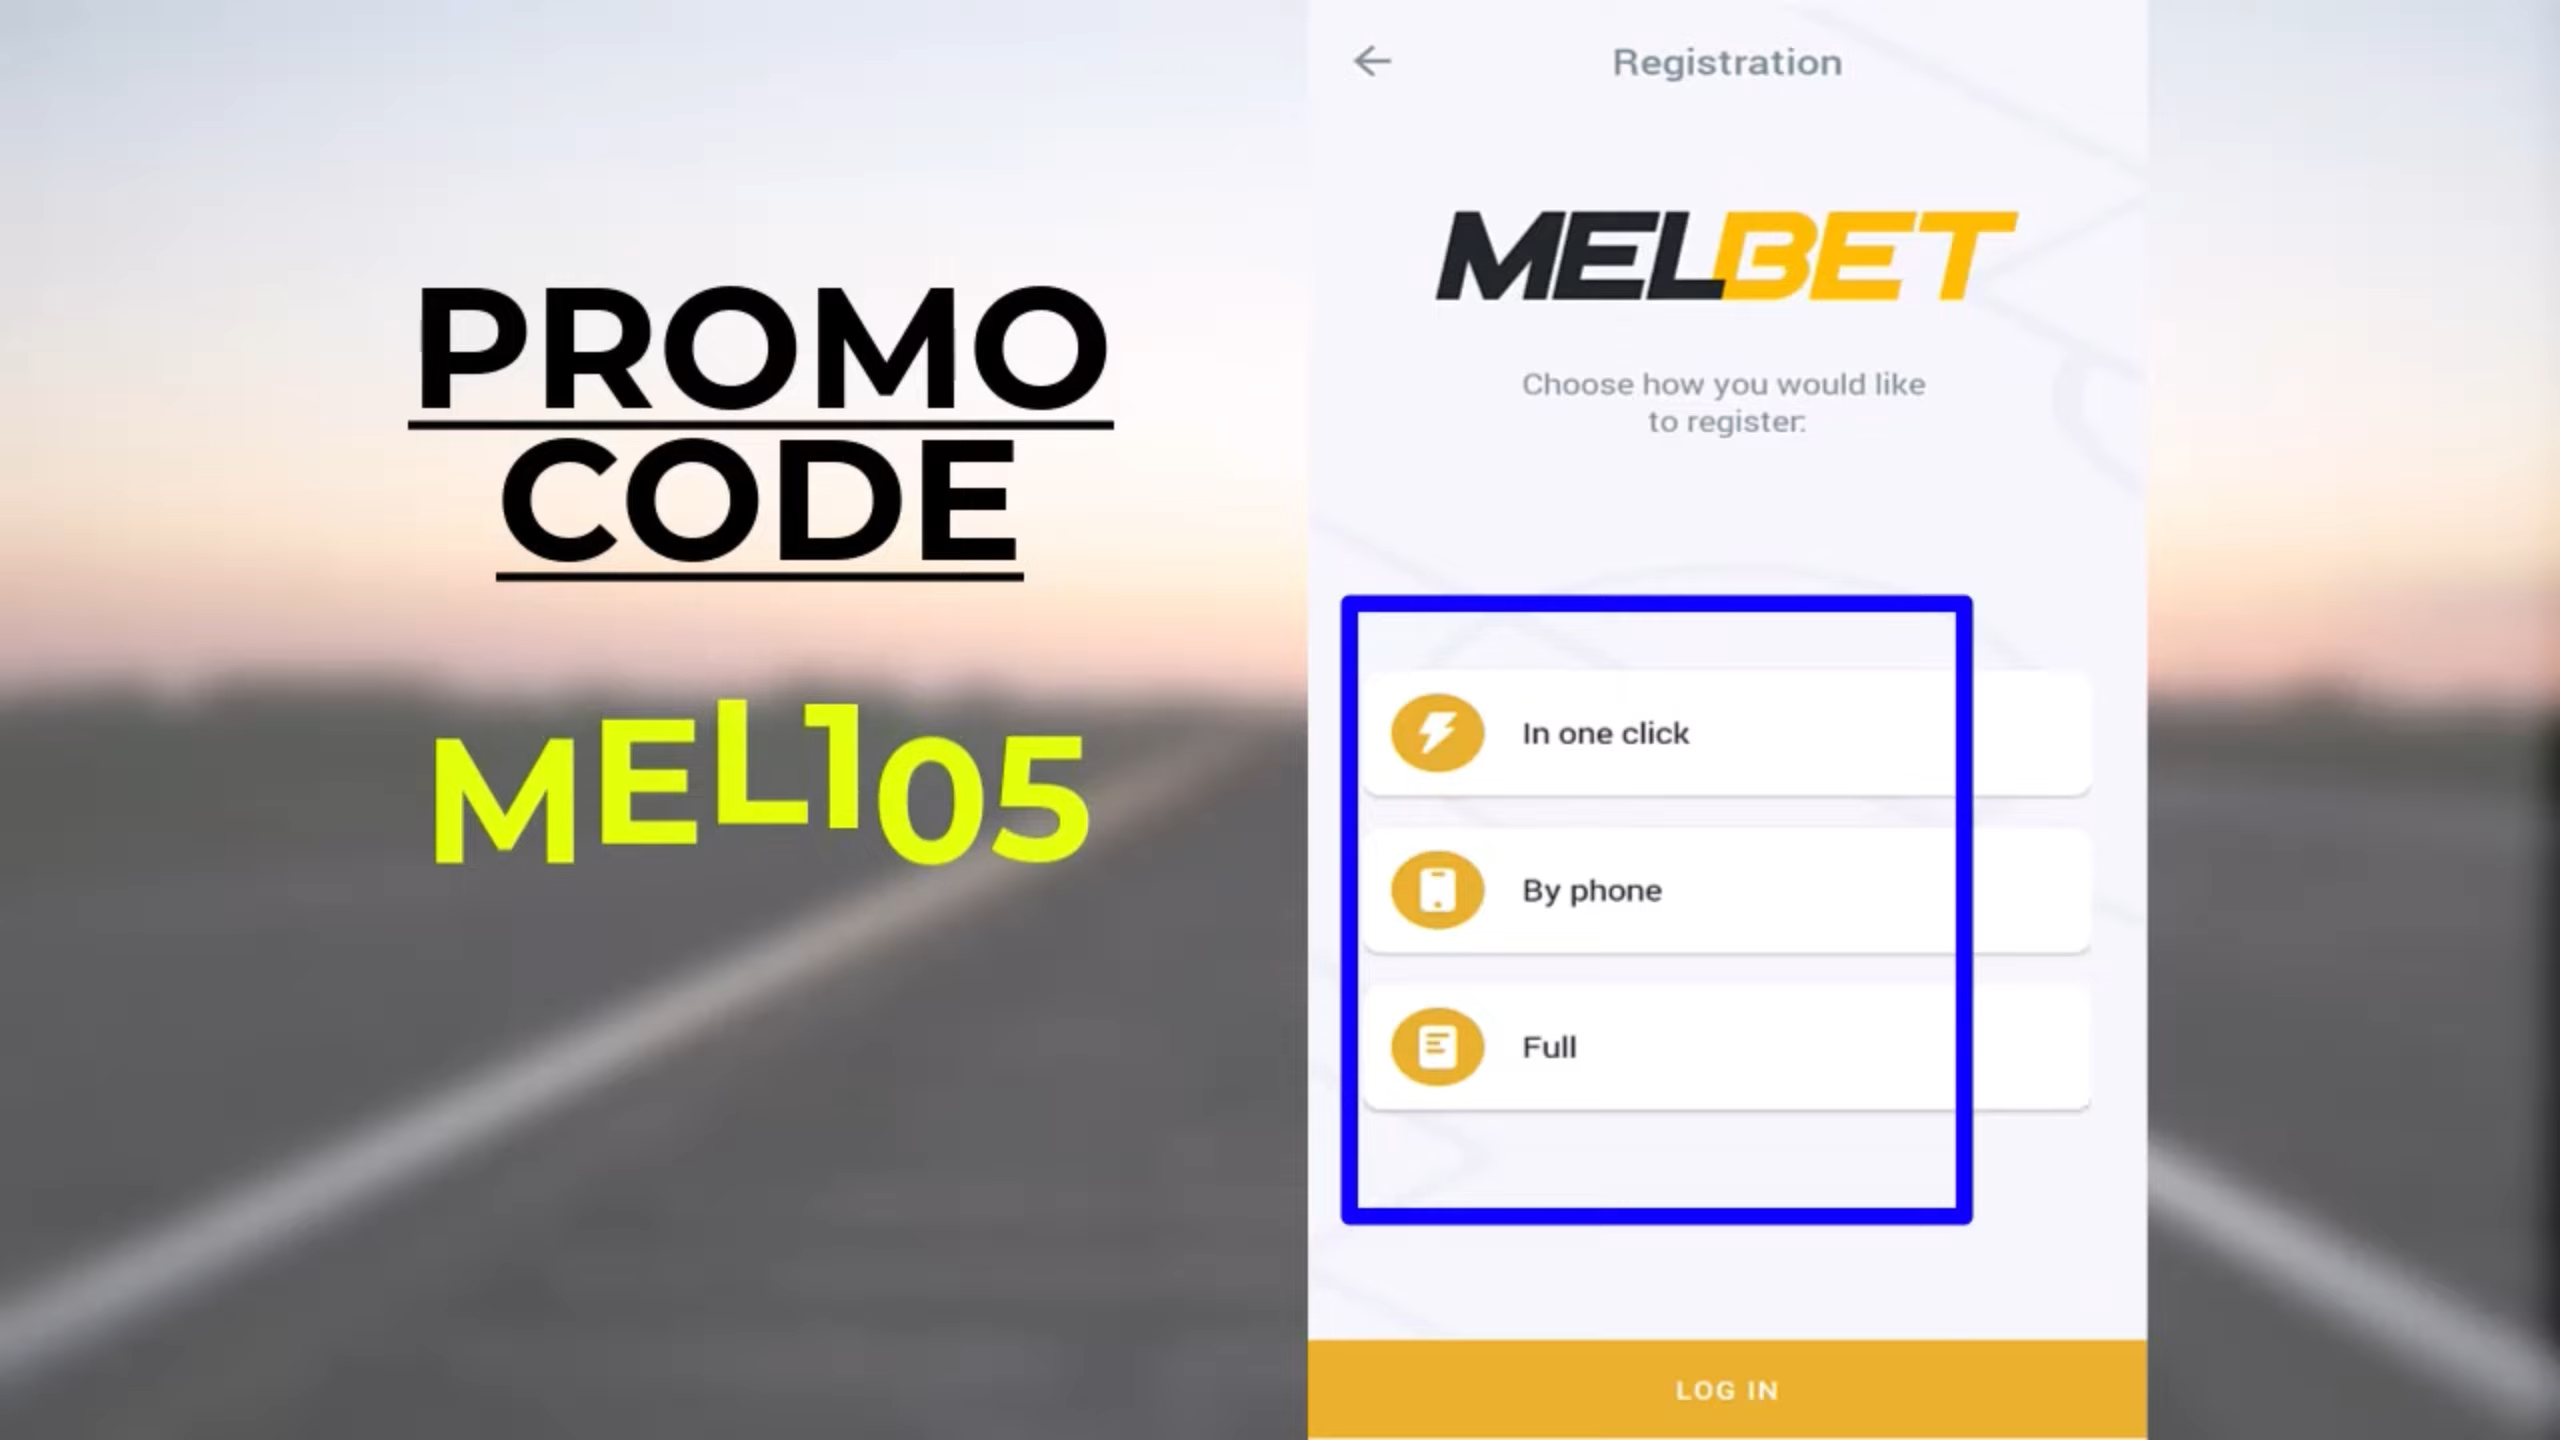 PROMO
CODE
MEL105
Registration
MELBET
Choose how you would like
to register:
In one click
By phone
Full
LOG IN